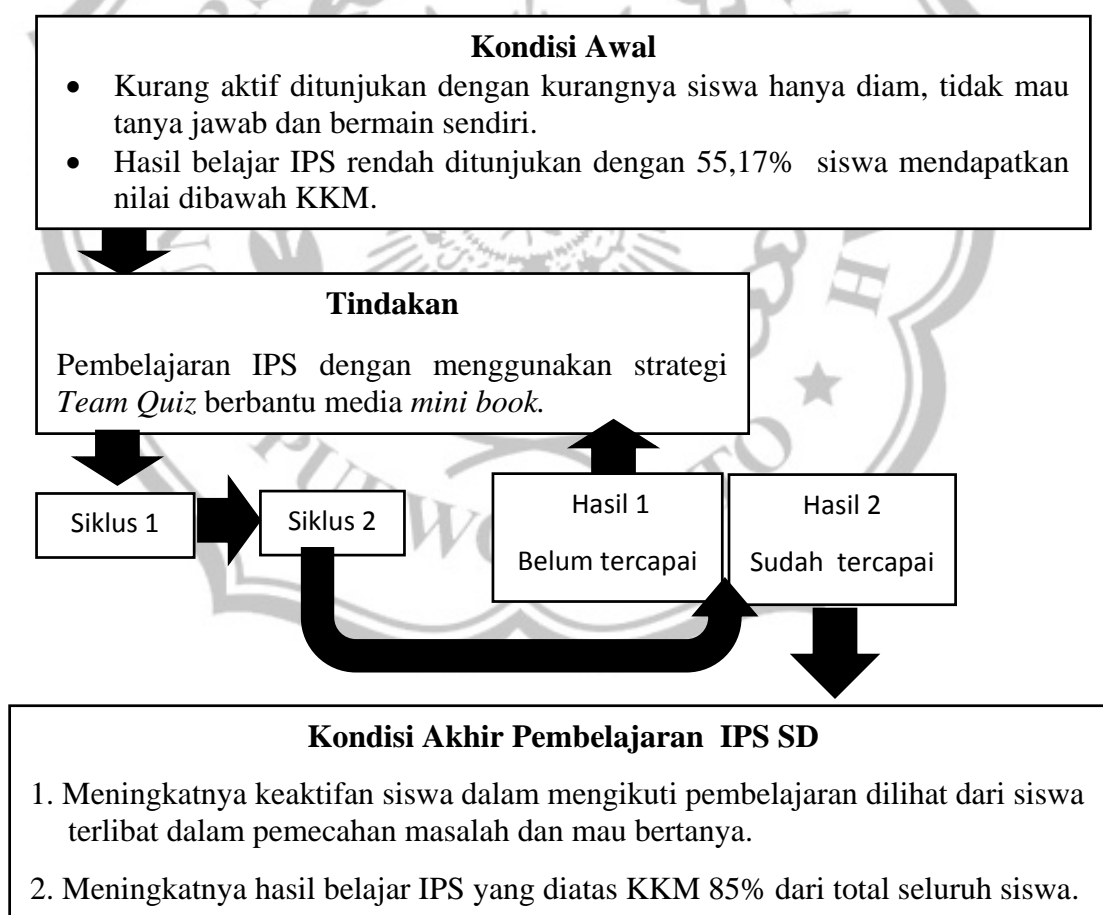 Kondisi Awal
• Kurang aktif ditunjukan dengan kurangnya siswa hanya diam, tidak mau
tanya jawab dan bermain sendiri.
• Hasil belajar IPS rendah ditunjukan dengan 55,17% siswa mendapatkan
nilai dibawah KKM.
Tindakan
Pembelajaran IPS dengan menggunakan strategi
Team Quiz berbantu media mini book.
Siklus 1
Siklus 2
Hasil 1
Belum tercapai
Hasil 2
Sudah tercapai
Kondisi Akhir Pembelajaran IPS SD
1. Meningkatnya keaktifan siswa dalam mengikuti pembelajaran dilihat dari siswa
terlibat dalam pemecahan masalah dan mau bertanya.
2. Meningkatnya hasil belajar IPS yang diatas KKM 85% dari total seluruh siswa.